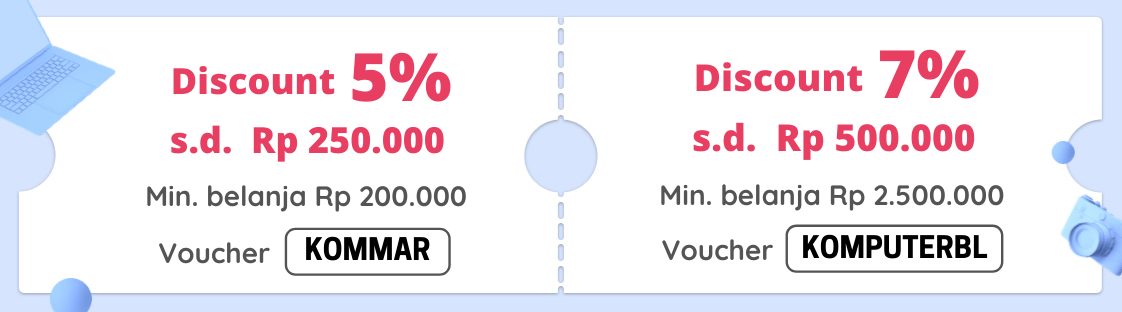 Discount 5%
s.d. Rp 250.000
Min. belanja Rp 200.000
Voucher KOMMAR
Discount 7%
s.d. Rp 500.000
Min. belanja Rp 2.500.000
Voucher KOMPUTERBL